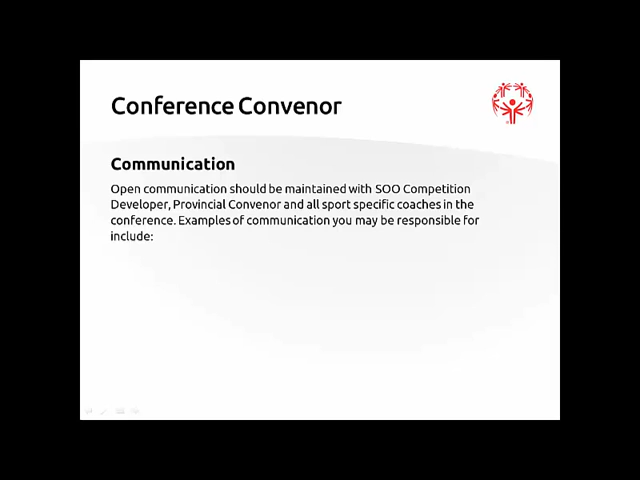 Conference Convenor
Communication
Open communication should be maintained with SOO Competition
Developer, Provincial Convenor and all sport specific coaches in the
conference. Examples of communication you may be responsible for
include: